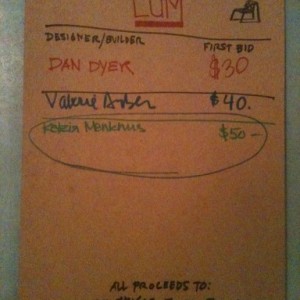 LUM
DESIGNER/BUILDER
FIRST BID
DAN DYER
$30
Valerie
$40.
$50-
ALL PROCEEDS TO: